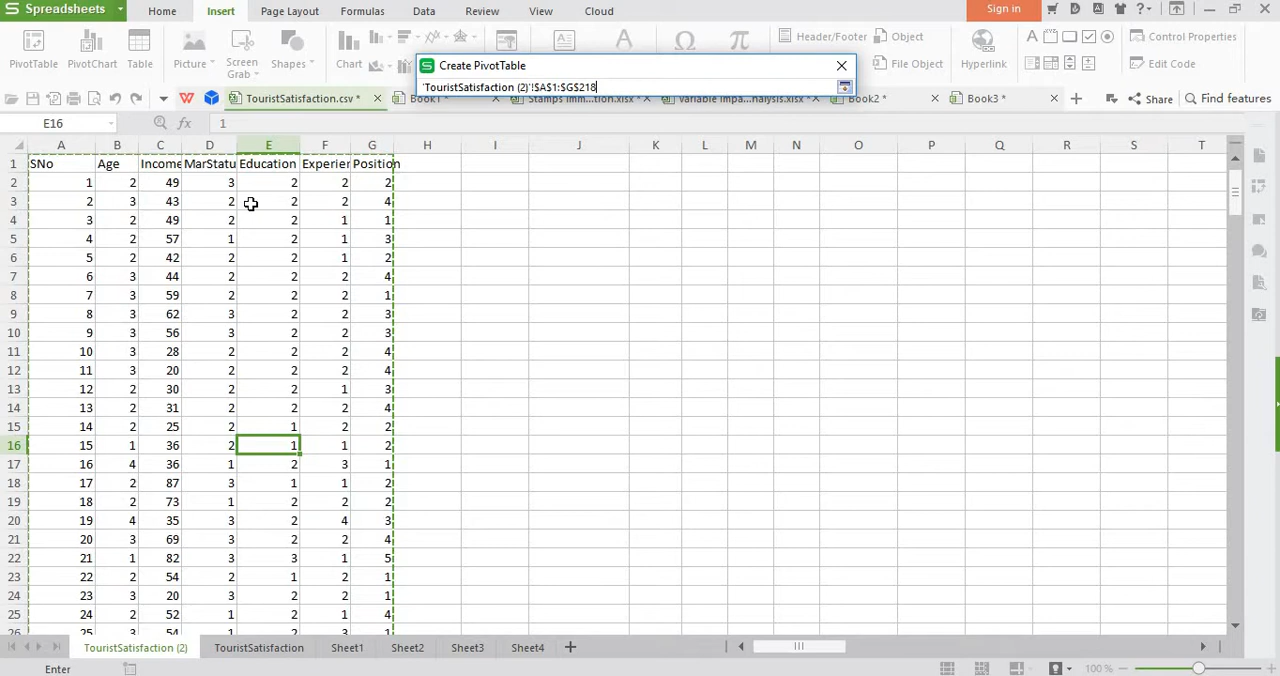 Spreadsheets Home Insert Page Layout Formulas Data Review View Cloud Sign in
PivotTable PivotChart Table Picture Screen Grab Shapes Chart Header/Footer Object File Object Hyperlink Control Properties Edit Code
Create PivotTable
'TouristSatisfaction (2)'!$A$1:$G$218
TouristSatisfaction.csv * Book1 Book2 * Book3 * Share Find features
E16 fx 1
A B C D E F G H I J K L M N O P Q R S T
1 SNo Age Income MarStatu Education Experien Position
2 1 2 49 3 2 2 2
3 2 3 43 2 2 2 4
4 3 2 49 2 2 1 1
5 4 2 57 1 2 1 3
6 5 2 42 2 2 1 2
7 6 3 44 2 2 2 4
8 7 3 59 2 2 2 1
9 8 3 62 3 2 2 3
10 9 3 56 3 2 2 3
11 10 3 28 2 2 2 4
12 11 3 20 2 2 2 4
13 12 2 30 2 2 1 3
14 13 2 31 2 2 2 4
15 14 2 25 2 1 2 2
16 15 1 36 2 1 1 2
17 16 4 36 1 2 3 1
18 17 2 87 3 1 1 2
19 18 2 73 1 2 2 2
20 19 4 35 3 2 4 3
21 20 3 69 3 2 2 4
22 21 1 82 3 3 1 5
23 22 2 54 2 1 2 1
24 23 3 20 3 2 2 1
25 24 2 52 1 2 1 4
26 25 3 54 1 2 3 1
TouristSatisfaction (2) TouristSatisfaction Sheet1 Sheet2 Sheet3 Sheet4
Enter 100 %